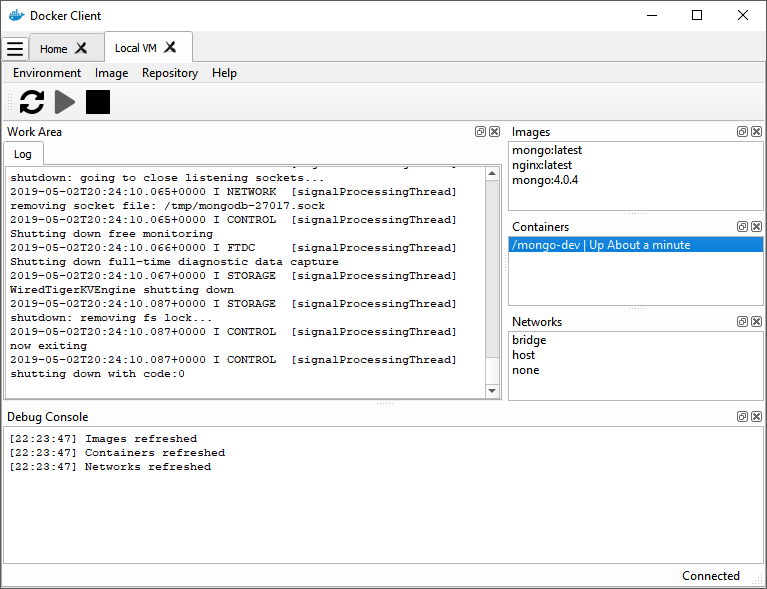 Docker Client
Home
Local VM
Environment Image Repository Help
Work Area
Log
shutdown: going to close listening sockets...
2019-05-02T20:24:10.065+0000 I NETWORK [signalProcessingThread]
removing socket file: /tmp/mongodb-27017.sock
2019-05-02T20:24:10.065+0000 I CONTROL [signalProcessingThread]
Shutting down free monitoring
2019-05-02T20:24:10.066+0000 I FTDC [signalProcessingThread]
Shutting down full-time diagnostic data capture
2019-05-02T20:24:10.067+0000 I STORAGE [signalProcessingThread]
WiredTigerKVEngine shutting down
2019-05-02T20:24:10.087+0000 I STORAGE [signalProcessingThread]
shutdown: removing fs lock...
2019-05-02T20:24:10.087+0000 I CONTROL [signalProcessingThread]
now exiting
2019-05-02T20:24:10.087+0000 I CONTROL [signalProcessingThread]
shutting down with code:0
Images
mongo:latest
nginx:latest
mongo:4.0.4
Containers
/mongo-dev | Up About a minute
Networks
bridge
host
none
Debug Console
[22:23:47] Images refreshed
[22:23:47] Containers refreshed
[22:23:47] Networks refreshed
Connected